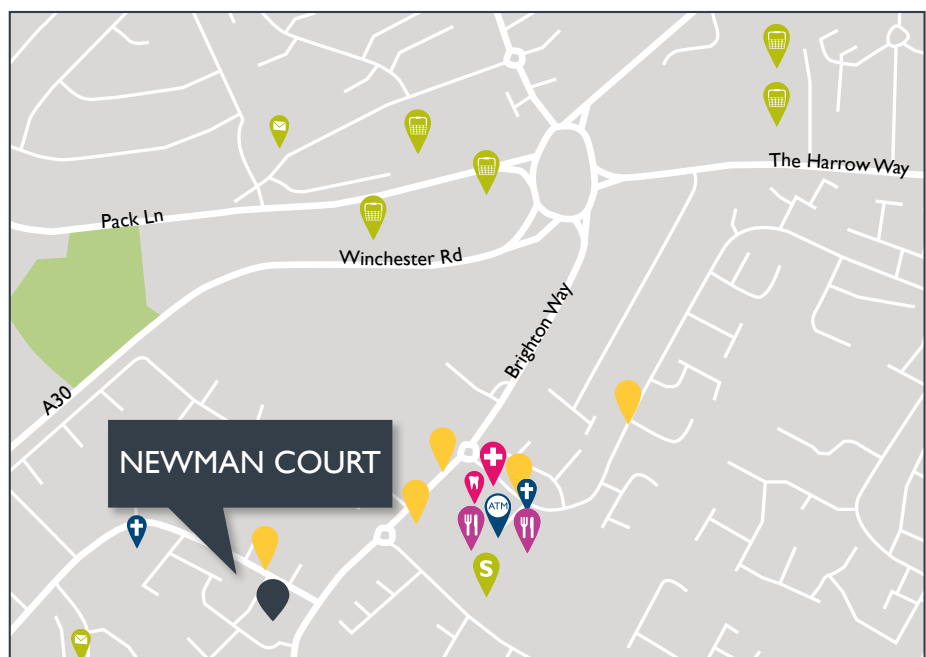 The Harrow Way
Pack Ln
Winchester Rd
Brighton Way
A30
NEWMAN COURT
ATM
S